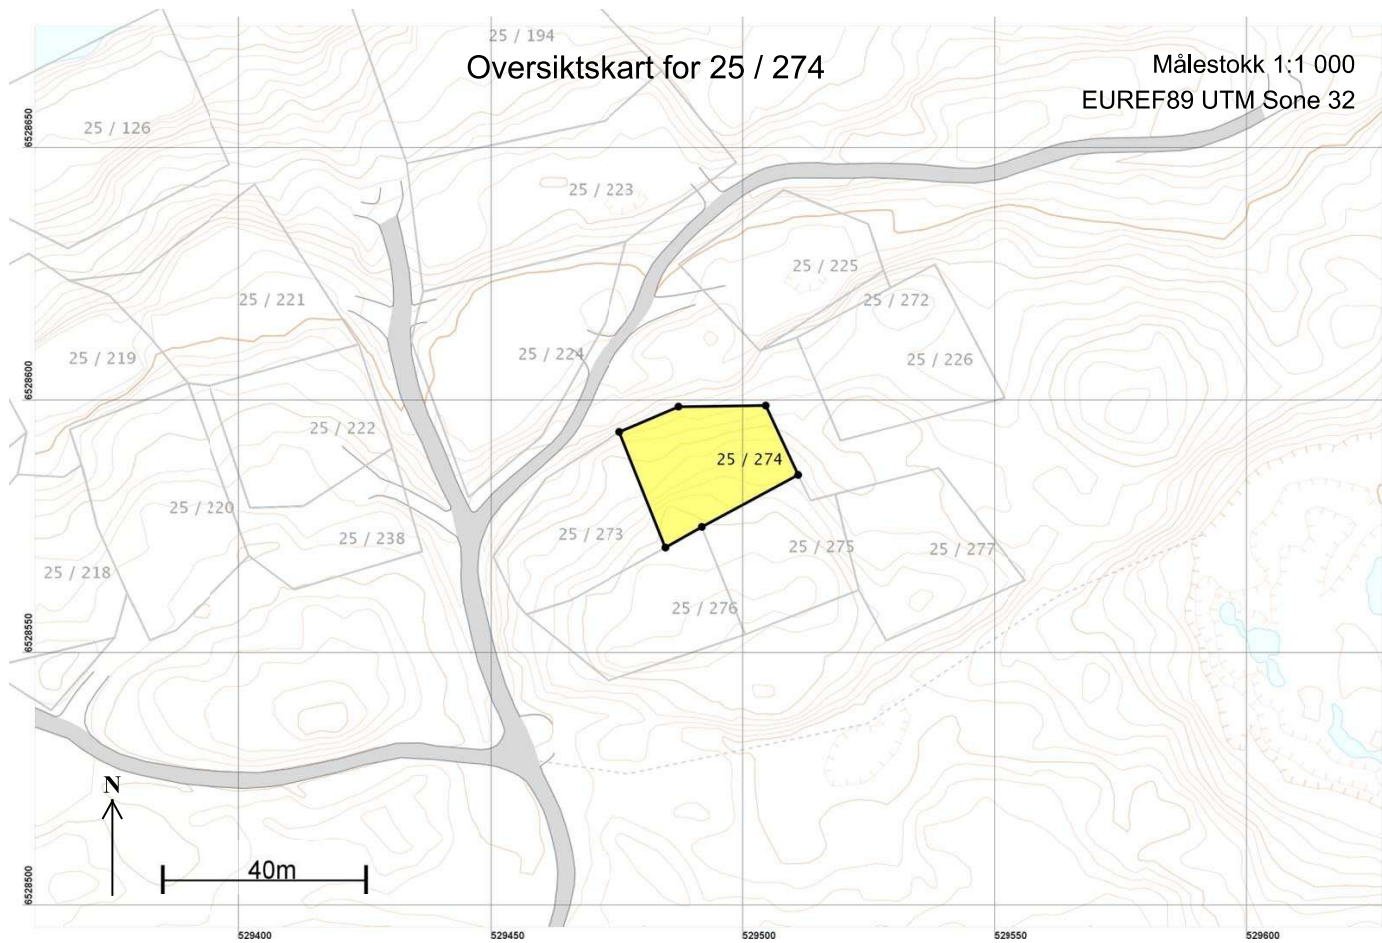 25 / 194
Oversiktskart for 25 / 274
Målestokk 1:1 000
EUREF89 UTM Sone 32
6528650
25 / 126
25 / 223
25 / 225
25 / 221
25 / 272
25 / 219
25 / 224
25 / 226
6528600
25 / 222
25 / 274
25 / 220
25 / 238
25 / 273
25 / 275
25 / 277
25 / 218
25 / 276
6528550
N
40m
6528500
529400
529450
529500
529550
529600